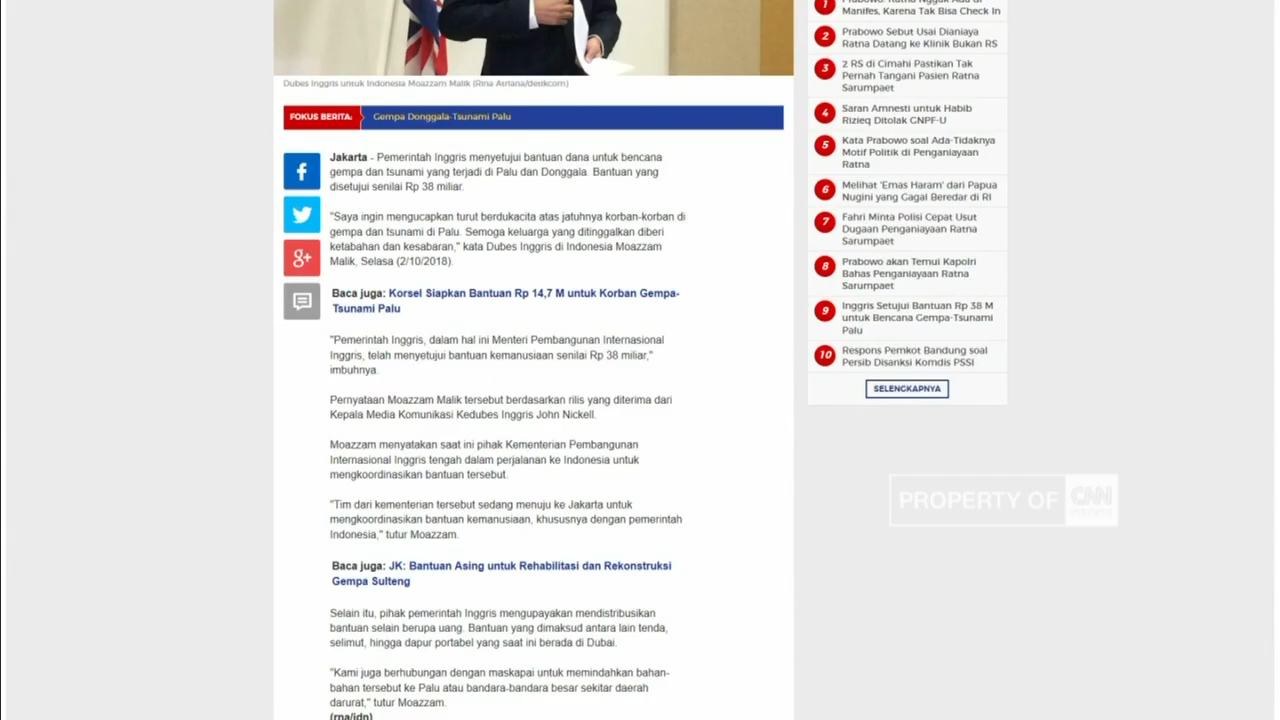 Dubes Inggris untuk Indonesia Moazzam Malik (Rina Atriana/detikcom)
FOKUS BERITA:
Gempa Donggala-Tsunami Palu
Jakarta - Pemerintah Inggris menyetujui bantuan dana untuk bencana
gempa dan tsunami yang terjadi di Palu dan Donggala. Bantuan yang
disetujui senilai Rp 38 miliar.
"Saya ingin mengucapkan turut berdukacita atas jatuhnya korban-korban di
gempa dan tsunami di Palu. Semoga keluarga yang ditinggalkan diberi
ketabahan dan kesabaran," kata Dubes Inggris di Indonesia Moazzam
Malik, Selasa (2/10/2018).
Baca juga: Korsel Siapkan Bantuan Rp 14,7 M untuk Korban Gempa-
Tsunami Palu
"Pemerintah Inggris, dalam hal ini Menteri Pembangunan Internasional
Inggris, telah menyetujui bantuan kemanusiaan senilai Rp 38 miliar,"
imbuhnya.
Pernyataan Moazzam Malik tersebut berdasarkan rilis yang diterima dari
Kepala Media Komunikasi Kedubes Inggris John Nickell.
Moazzam menyatakan saat ini pihak Kementerian Pembangunan
Internasional Inggris tengah dalam perjalanan ke Indonesia untuk
mengkoordinasikan bantuan tersebut.
"Tim dari kementerian tersebut sedang menuju ke Jakarta untuk
mengkoordinasikan bantuan kemanusiaan, khususnya dengan pemerintah
Indonesia," tutur Moazzam.
Baca juga: JK: Bantuan Asing untuk Rehabilitasi dan Rekonstruksi
Gempa Sulteng
Selain itu, pihak pemerintah Inggris mengupayakan mendistribusikan
bantuan selain berupa uang. Bantuan yang dimaksud antara lain tenda,
selimut, hingga dapur portabel yang saat ini berada di Dubai.
"Kami juga berhubungan dengan maskapai untuk memindahkan bahan-
bahan tersebut ke Palu atau bandara-bandara besar sekitar daerah
darurat," tutur Moazzam.
(rna/idn)
1 Prabowo: Ratna Nggak Ada di
Manifes, Karena Tak Bisa Check In
2 Prabowo Sebut Usai Dianiaya
Ratna Datang ke Klinik Bukan RS
3 2 RS di Cimahi Pastikan Tak
Pernah Tangani Pasien Ratna
Sarumpaet
4 Saran Amnesti untuk Habib
Rizieq Ditolak GNPF-U
5 Kata Prabowo soal Ada-Tidaknya
Motif Politik di Penganiayaan
Ratna
6 Melihat 'Emas Haram' dari Papua
Nugini yang Gagal Beredar di RI
7 Fahri Minta Polisi Cepat Usut
Dugaan Penganiayaan Ratna
Sarumpaet
8 Prabowo akan Temui Kapolri
Bahas Penganiayaan Ratna
Sarumpaet
9 Inggris Setujui Bantuan Rp 38 M
untuk Bencana Gempa-Tsunami
Palu
10 Respons Pemkot Bandung soal
Persib Disanksi Komdis PSSI
SELENGKAPNYA
PROPERTY OF CNN